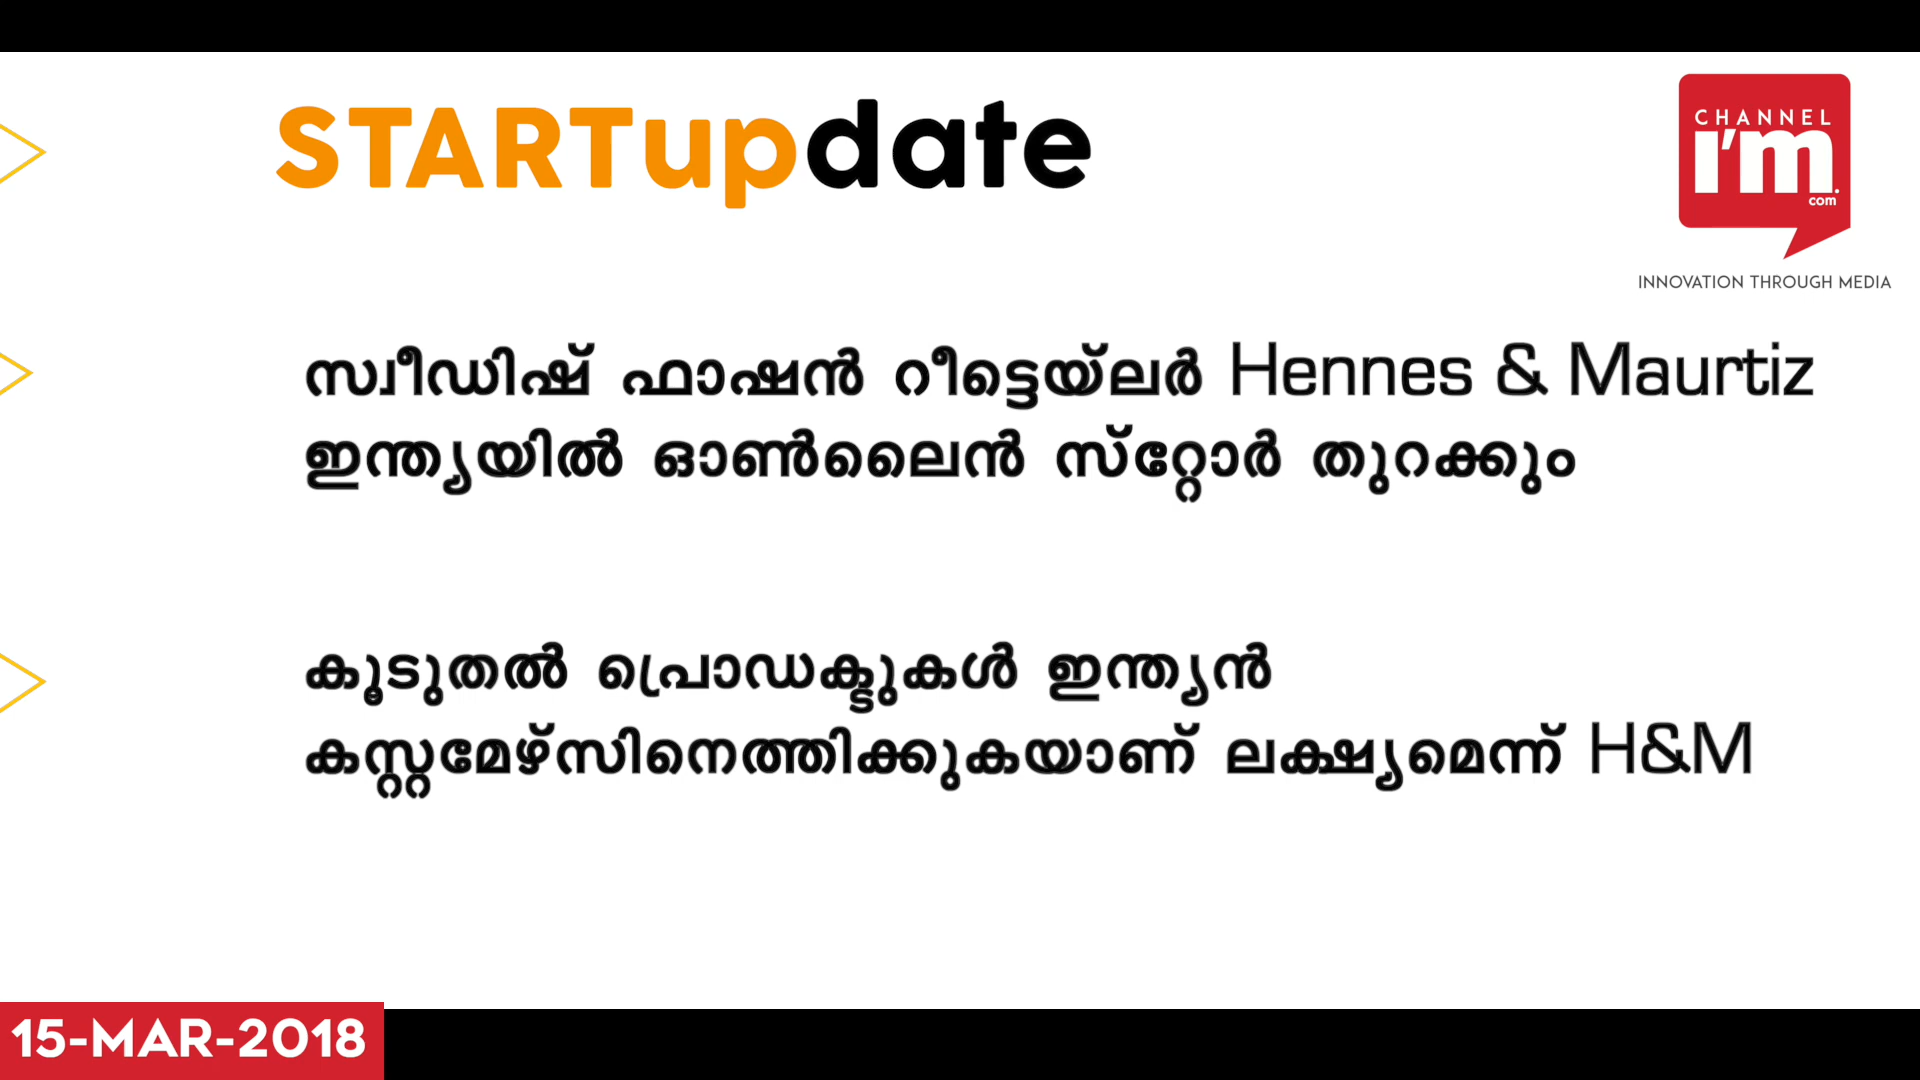 STARTupdate
CHANNEL
I'm.
com
INNOVATION THROUGH MEDIA
സ്വീഡിഷ് ഫാഷൻ റീട്ടെയ്‌ലർ Hennes & Maurtiz
ഇന്ത്യയിൽ ഓൺലൈൻ സ്‌റ്റോർ തുറക്കും
കൂടുതൽ പ്രൊഡക്ടുകൾ ഇന്ത്യൻ
കസ്റ്റമേഴ്‌സിനെത്തിക്കുകയാണ് ലക്ഷ്യമെന്ന് H&M
15-MAR-2018